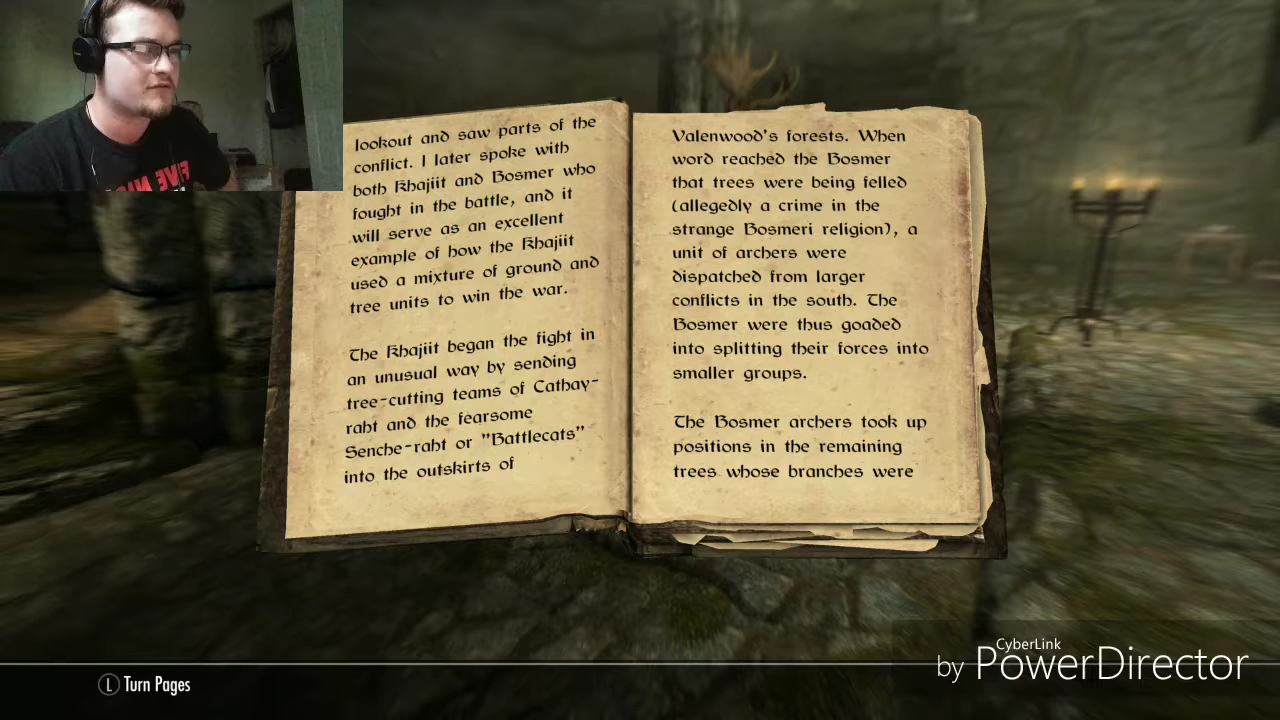 lookout and saw parts of the
conflict. I later spoke with
both Khajiit and Bosmer who
fought in the battle, and it
will serve as an excellent
example of how the Khajiit
used a mixture of ground and
tree units to win the war.
The Khajiit began the fight in
an unusual way by sending
tree-cutting teams of Cathay-
raht and the fearsome
Senche-raht or "Battlecats"
into the outskirts of
Valenwood's forests. When
word reached the Bosmer
that trees were being felled
(allegedly a crime in the
strange Bosmeri religion), a
unit of archers were
dispatched from larger
conflicts in the south. The
Bosmer were thus goaded
into splitting their forces into
smaller groups.
The Bosmer archers took up
positions in the remaining
trees whose branches were
L Turn Pages
CyberLink
by PowerDirector